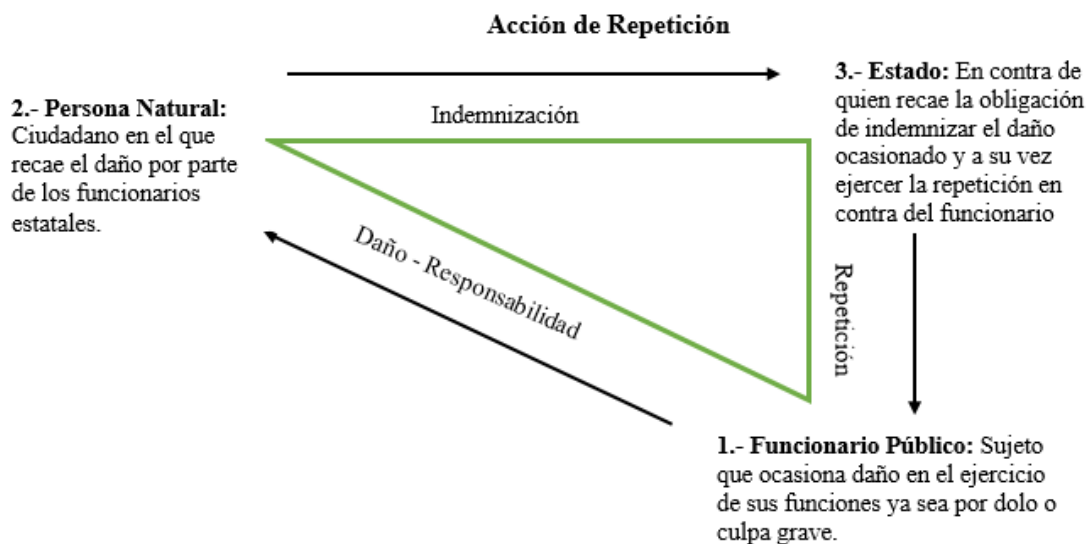 Acción de Repetición
2.- Persona Natural:
Ciudadano en el que
recae el daño por parte
de los funcionarios
estatales.
Indemnización
3.- Estado: En contra de
quien recae la obligación
de indemnizar el daño
ocasionado y a su vez
ejercer la repetición en
contra del funcionario
Daño - Responsabilidad
Repetición
1.- Funcionario Público: Sujeto
que ocasiona daño en el ejercicio
de sus funciones ya sea por dolo o
culpa grave.